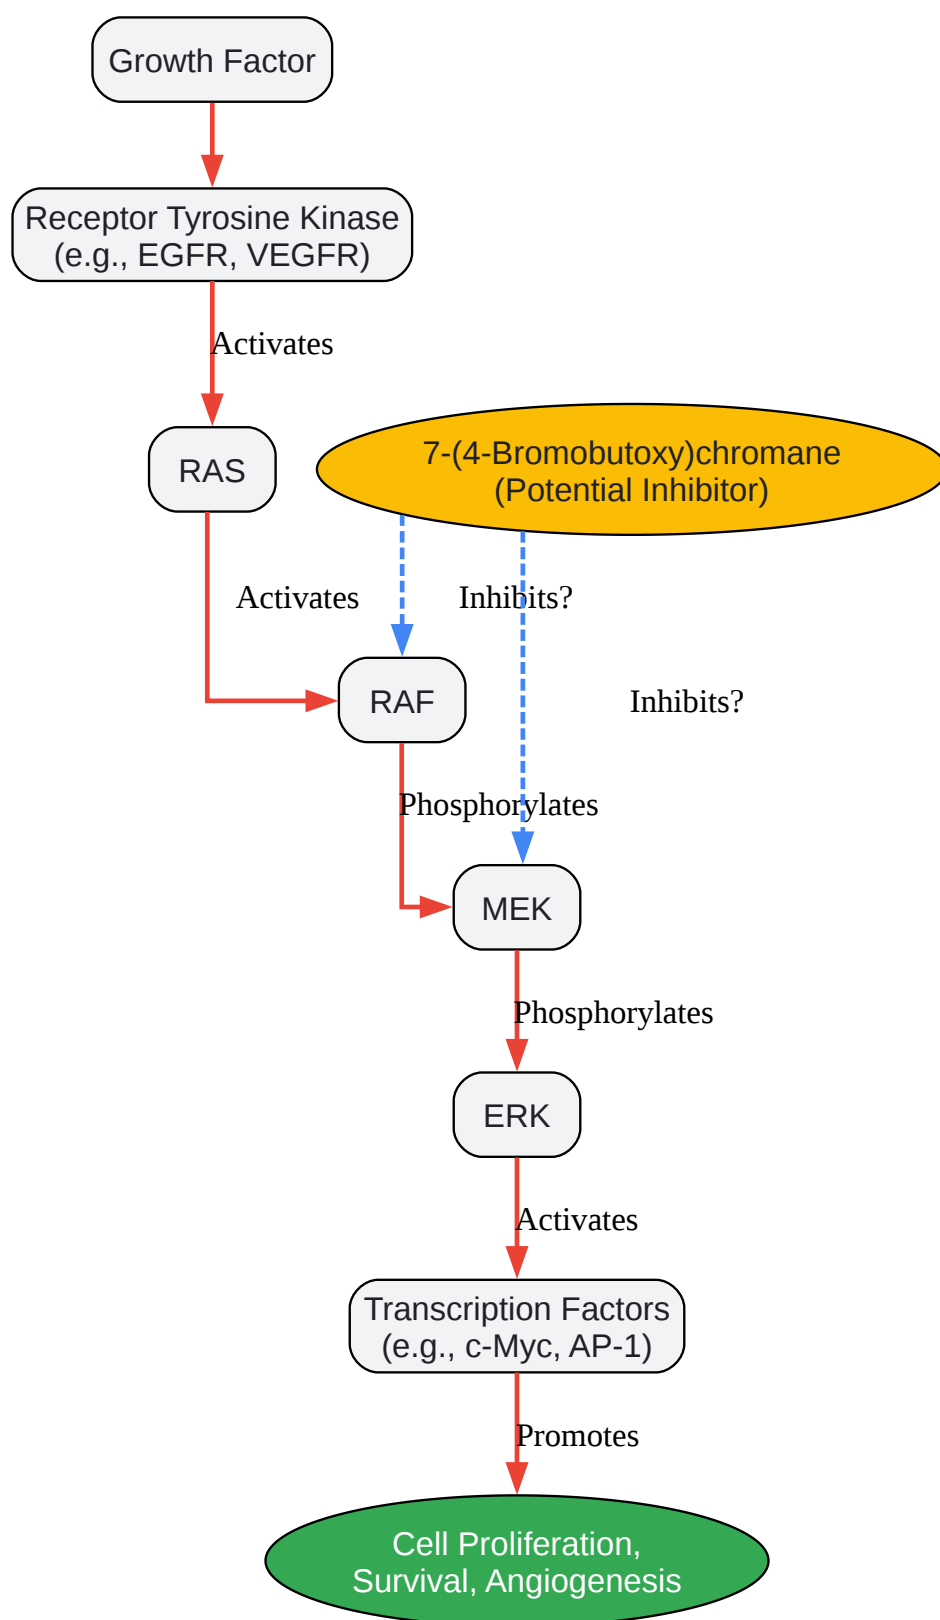 Growth Factor
Receptor Tyrosine Kinase
(e.g., EGFR, VEGFR)
Activates
RAS
7-(4-Bromobutoxy)chromane
(Potential Inhibitor)
Activates
Inhibits?
RAF
Inhibits?
Phosphorylates
MEK
Phosphorylates
ERK
Activates
Transcription Factors
(e.g., c-Myc, AP-1)
Promotes
Cell Proliferation,
Survival, Angiogenesis